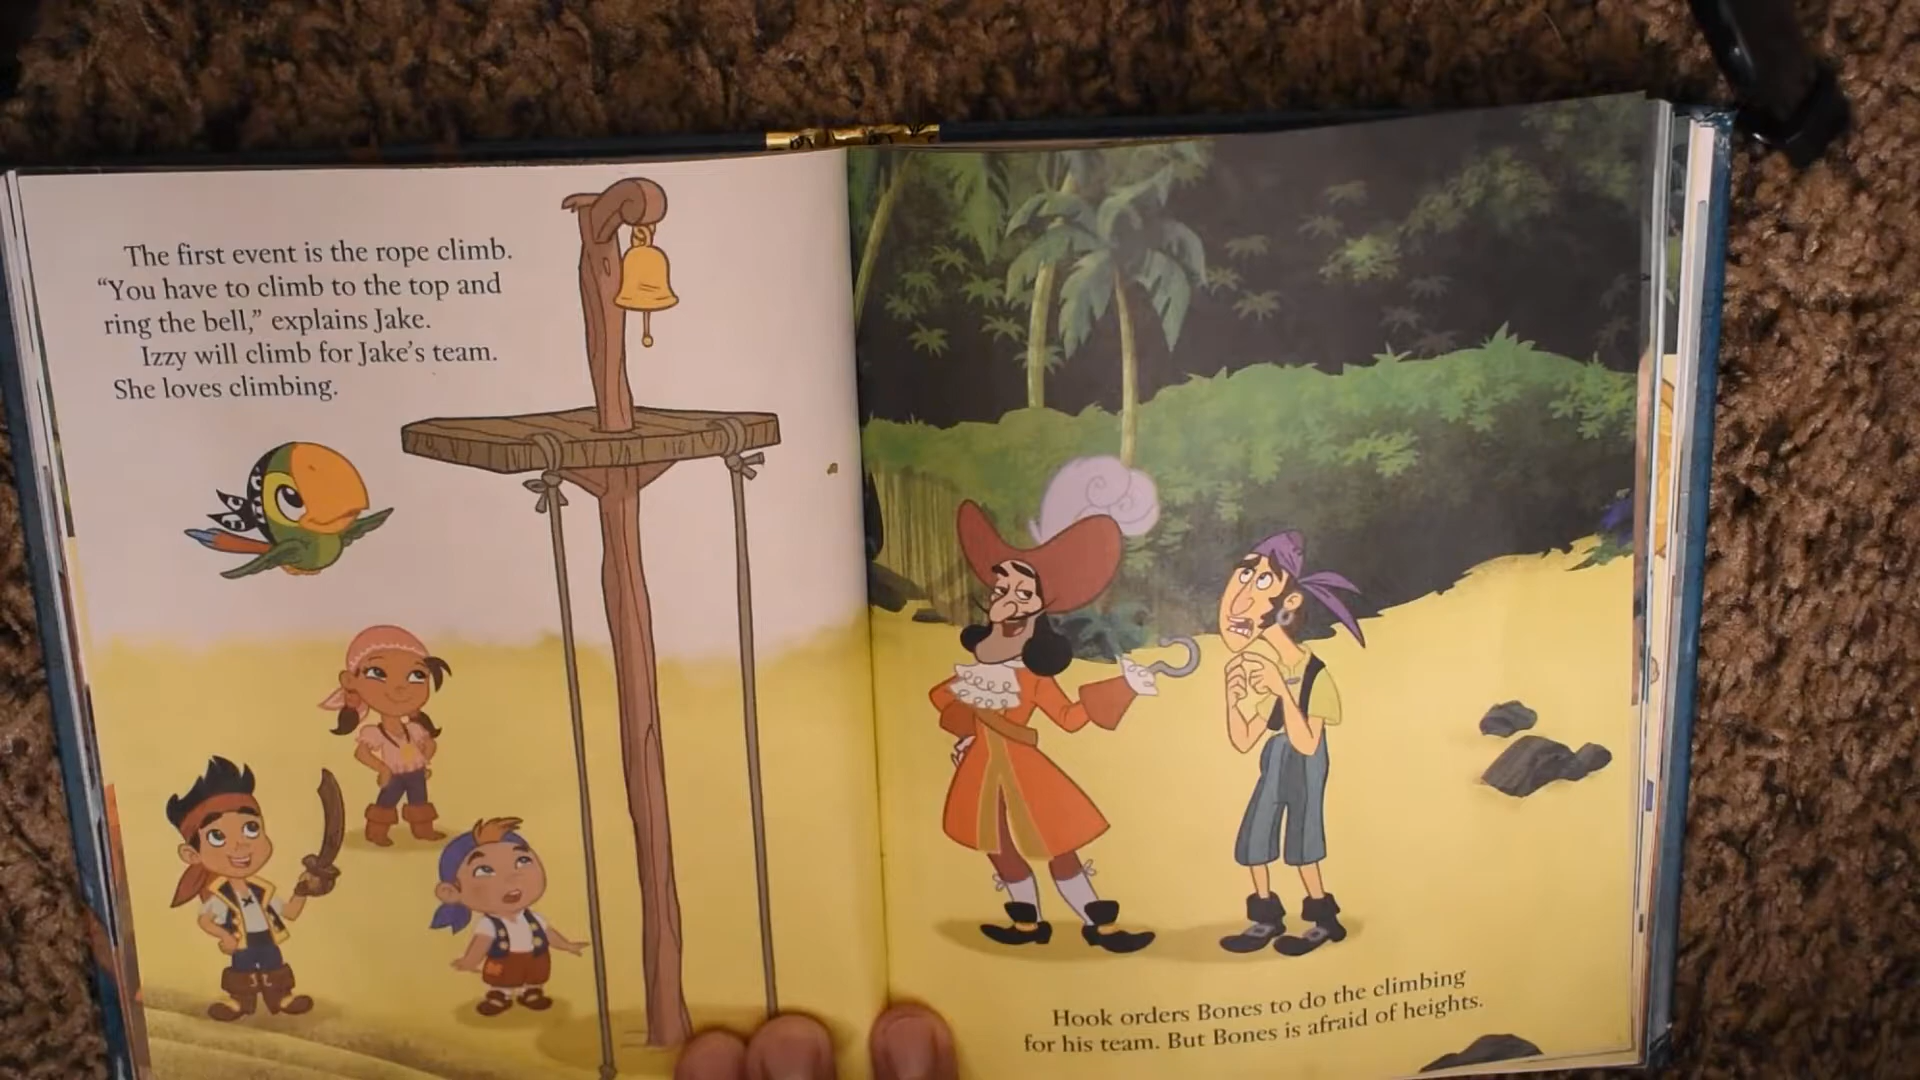 The first event is the rope climb.
“You have to climb to the top and
ring the bell,” explains Jake.
Izzy will climb for Jake’s team.
She loves climbing.
Hook orders Bones to do the climbing
for his team. But Bones is afraid of heights.